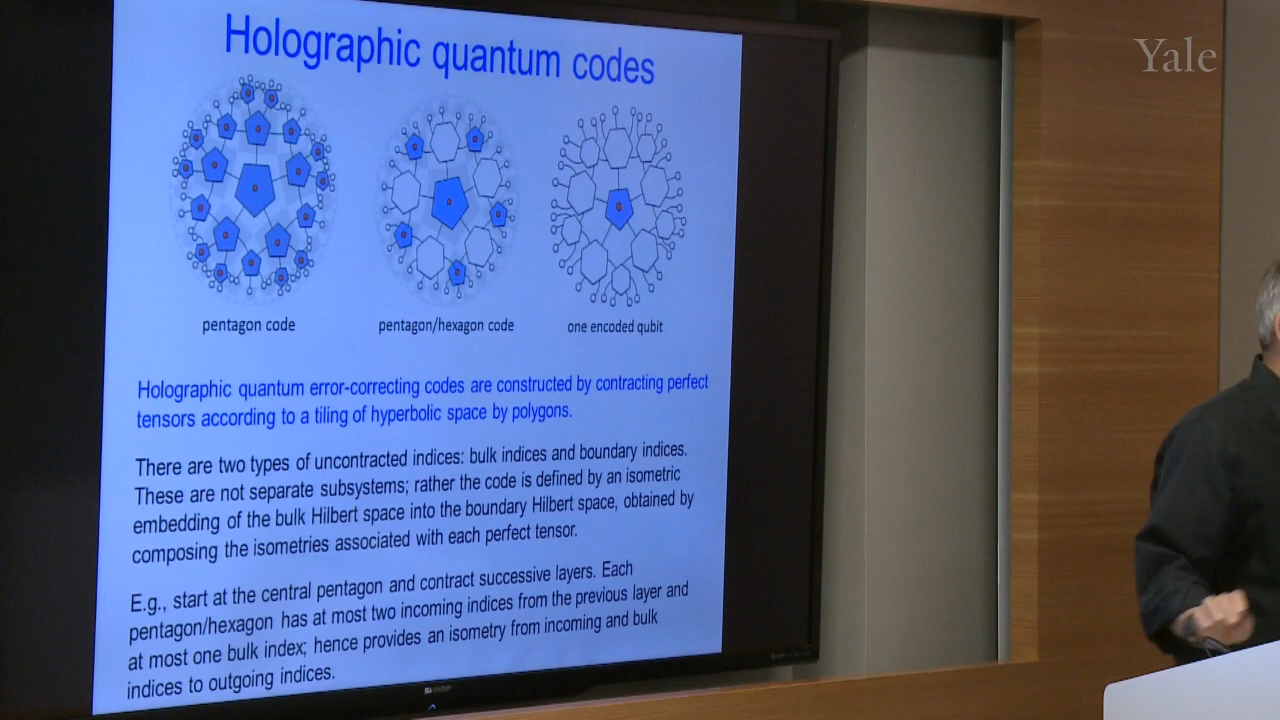 Holographic quantum codes
Yale
pentagon code
pentagon/hexagon code
one encoded qubit
Holographic quantum error-correcting codes are constructed by contracting perfect
tensors according to a tiling of hyperbolic space by polygons.
There are two types of uncontracted indices: bulk indices and boundary indices.
These are not separate subsystems; rather the code is defined by an isometric
embedding of the bulk Hilbert space into the boundary Hilbert space, obtained by
composing the isometries associated with each perfect tensor.
E.g., start at the central pentagon and contract successive layers. Each
pentagon/hexagon has at most two incoming indices from the previous layer and
at most one bulk index; hence provides an isometry from incoming and bulk
indices to outgoing indices.
SHARP